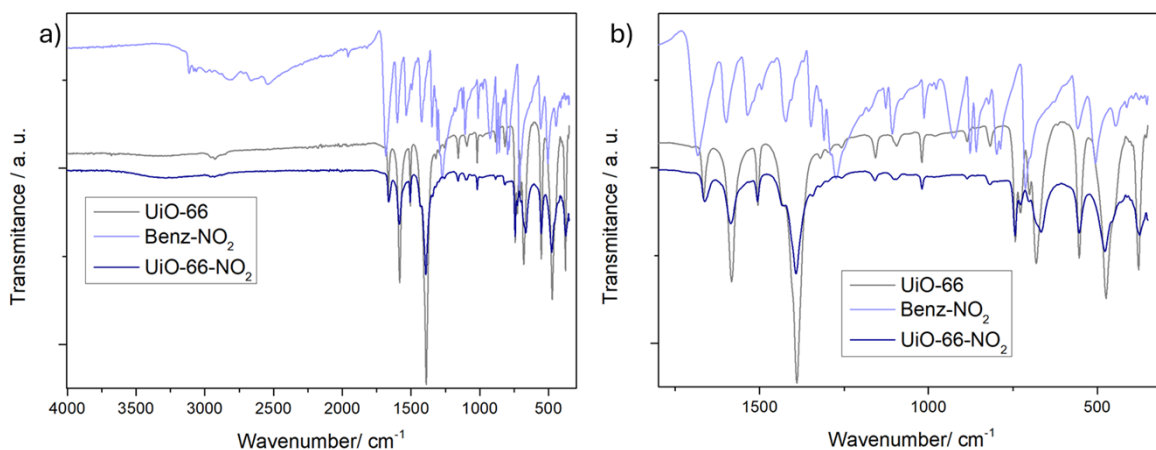 a)
Transmitance / a. u.
UiO-66
Benz-NO2
UiO-66-NO2
4000 3500 3000 2500 2000 1500 1000 500
Wavenumber/ cm-1
b)
Transmitance / a. u.
UiO-66
Benz-NO2
UiO-66-NO2
1500 1000 500
Wavenumber/ cm-1